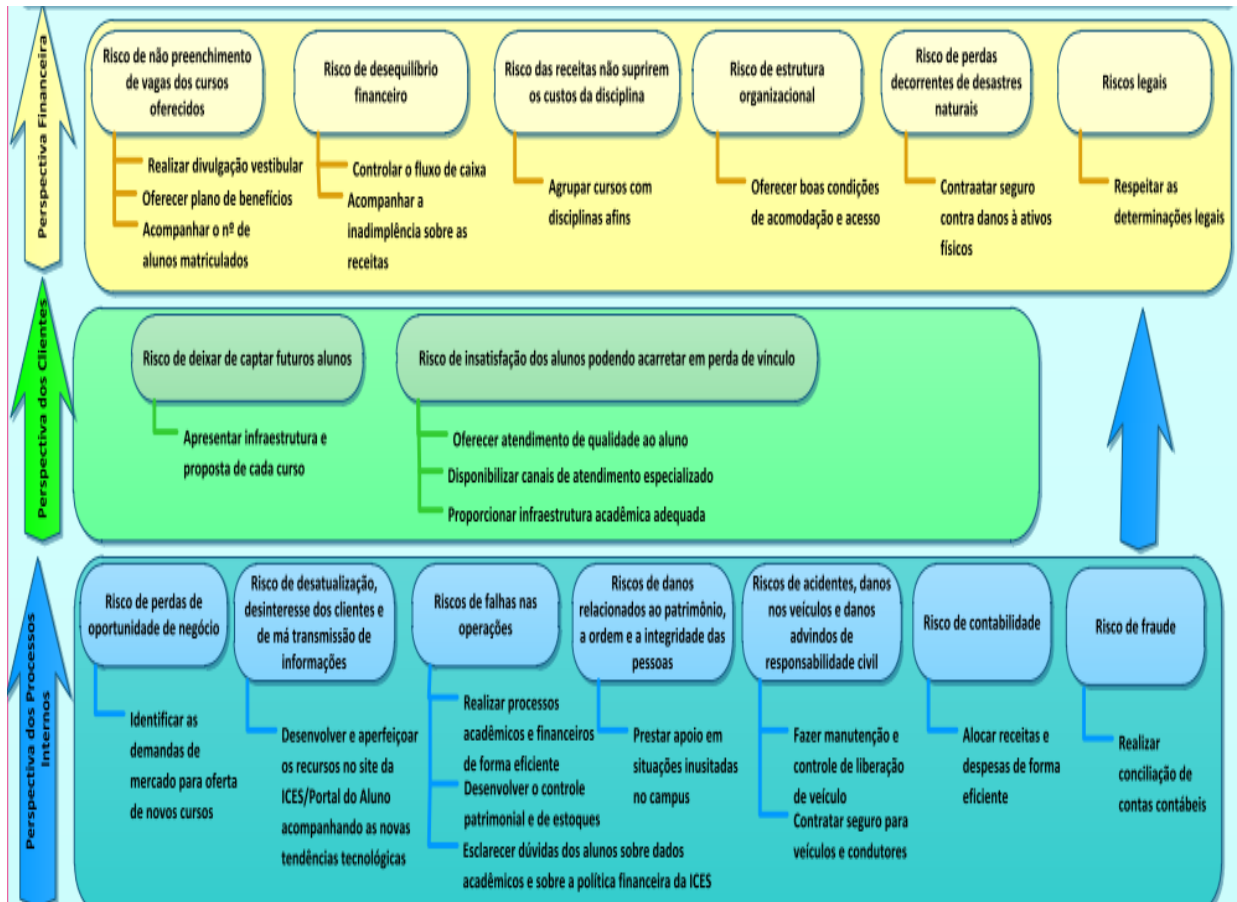 Perspectiva Financeira
Risco de não preenchimento
de vagas dos cursos
oferecidos
Realizar divulgação vestibular
Oferecer plano de benefícios
Acompanhar o nº de
alunos matriculados
Risco de desequilíbrio
financeiro
Controlar o fluxo de caixa
Acompanhar a
inadimplência sobre as
receitas
Risco das receitas não suprirem
os custos da disciplina
Agrupar cursos com
disciplinas afins
Risco de estrutura
organizacional
Oferecer boas condições
de acomodação e acesso
Risco de perdas
decorrentes de desastres
naturais
Contraatar seguro
contra danos à ativos
físicos
Riscos legais
Respeitar as
determinações legais
Perspectiva dos Clientes
Risco de deixar de captar futuros alunos
Apresentar infraestrutura e
proposta de cada curso
Risco de insatisfação dos alunos podendo acarretar em perda de vínculo
Oferecer atendimento de qualidade ao aluno
Disponibilizar canais de atendimento especializado
Proporcionar infraestrutura acadêmica adequada
Perspectiva dos Processos
Internos
Risco de perdas de
oportunidade de negócio
Identificar as
demandas de
mercado para oferta
de novos cursos
Risco de desatualização,
desinteresse dos clientes e
de má transmissão de
informações
Desenvolver e aperfeiçoar
os recursos no site da
ICES/Portal do Aluno
acompanhando as novas
tendências tecnológicas
Riscos de falhas nas
operações
Realizar processos
acadêmicos e financeiros
de forma eficiente
Desenvolver o controle
patrimonial e de estoques
Esclarecer dúvidas dos alunos sobre dados
acadêmicos e sobre a política financeira da ICES
Riscos de danos
relacionados ao patrimônio,
a ordem e a integridade das
pessoas
Prestar apoio em
situações inusitadas
no campus
Riscos de acidentes, danos
nos veículos e danos
advindos de
responsabilidade civil
Fazer manutenção e
controle de liberação
de veículo
Contratar seguro para
veículos e condutores
Risco de contabilidade
Alocar receitas e
despesas de forma
eficiente
Risco de fraude
Realizar
conciliação de
contas contábeis